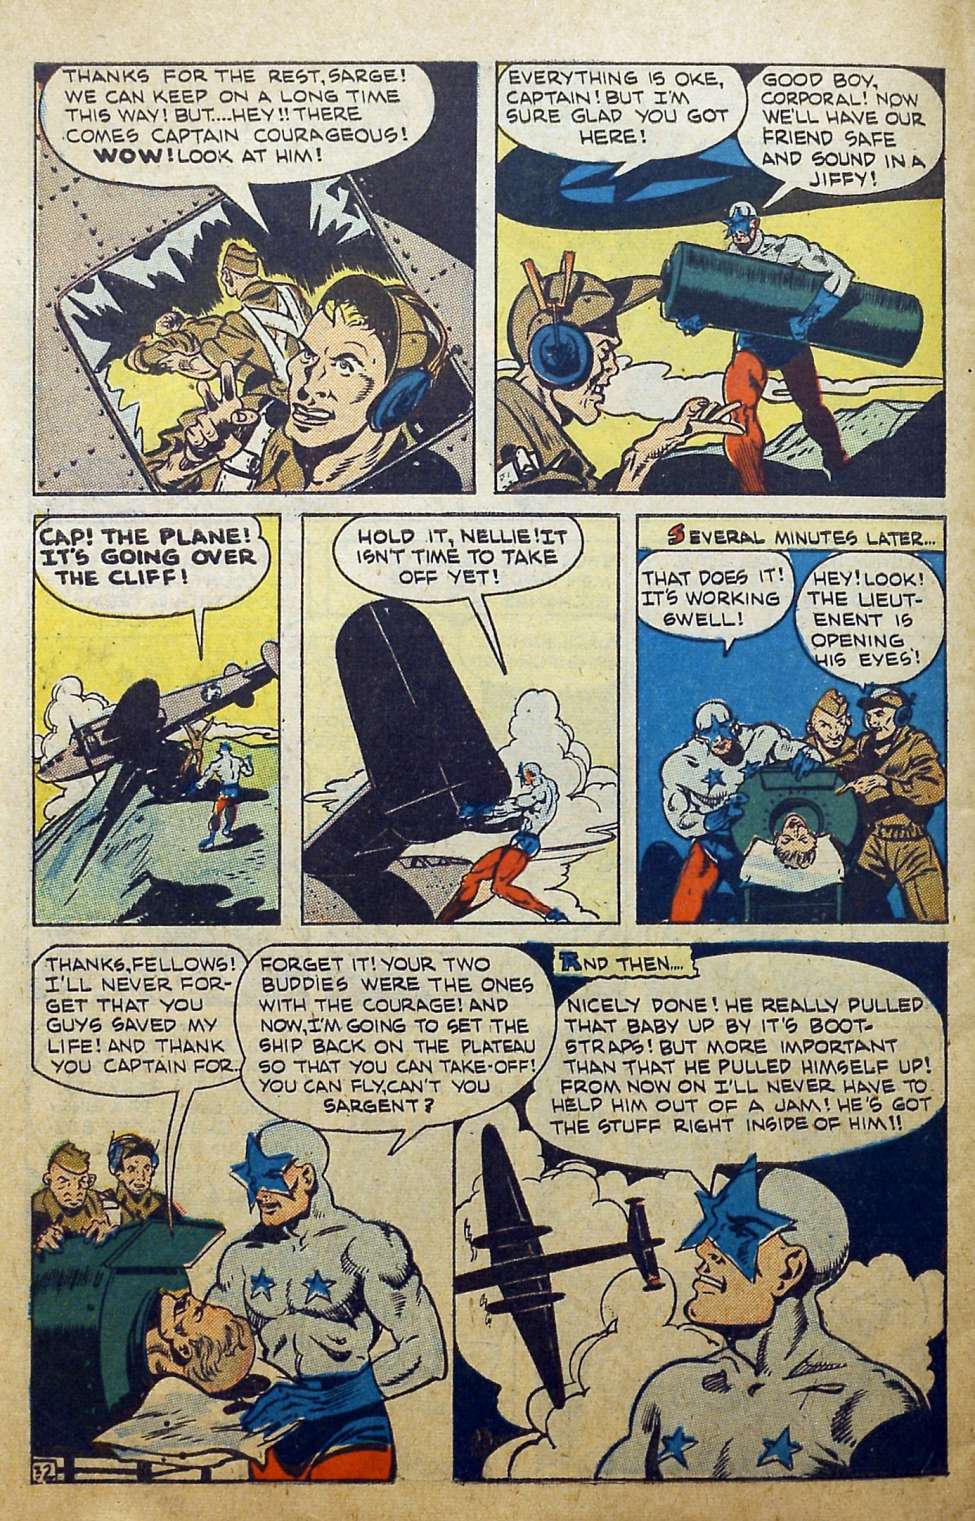 THANKS FOR THE REST, SARGE!
WE CAN KEEP ON A LONG TIME
THIS WAY! BUT....HEY!! THERE
COMES CAPTAIN COURAGEOUS!
WOW! LOOK AT HIM!
EVERYTHING IS OKE,
CAPTAIN! BUT I'M
SURE GLAD YOU GOT
HERE!
GOOD BOY,
CORPORAL! NOW
WE'LL HAVE OUR
FRIEND SAFE
AND SOUND IN A
JIFFY!
CAP! THE PLANE!
IT'S GOING OVER
THE CLIFF!
HOLD IT, NELLIE! IT
ISN'T TIME TO TAKE
OFF YET!
SEVERAL MINUTES LATER...
THAT DOES IT!
IT'S WORKING
SWELL!
HEY! LOOK!
THE LIEUT-
ENENT IS
OPENING
HIS EYES!
THANKS, FELLOWS!
I'LL NEVER FOR-
GET THAT YOU
GUYS SAVED MY
LIFE! AND THANK
YOU CAPTAIN FOR..
FORGET IT! YOUR TWO
BUDDIES WERE THE ONES
WITH THE COURAGE! AND
NOW, I'M GOING TO SET THE
SHIP BACK ON THE PLATEAU
SO THAT YOU CAN TAKE-OFF!
YOU CAN FLY, CAN'T YOU
SARGENT?
AND THEN....
NICELY DONE! HE REALLY PULLED
THAT BABY UP BY IT'S BOOT-
STRAPS! BUT MORE IMPORTANT
THAN THAT HE PULLED HIMSELF UP!
FROM NOW ON I'LL NEVER HAVE TO
HELP HIM OUT OF A JAM! HE'S GOT
THE STUFF RIGHT INSIDE OF HIM!!
32